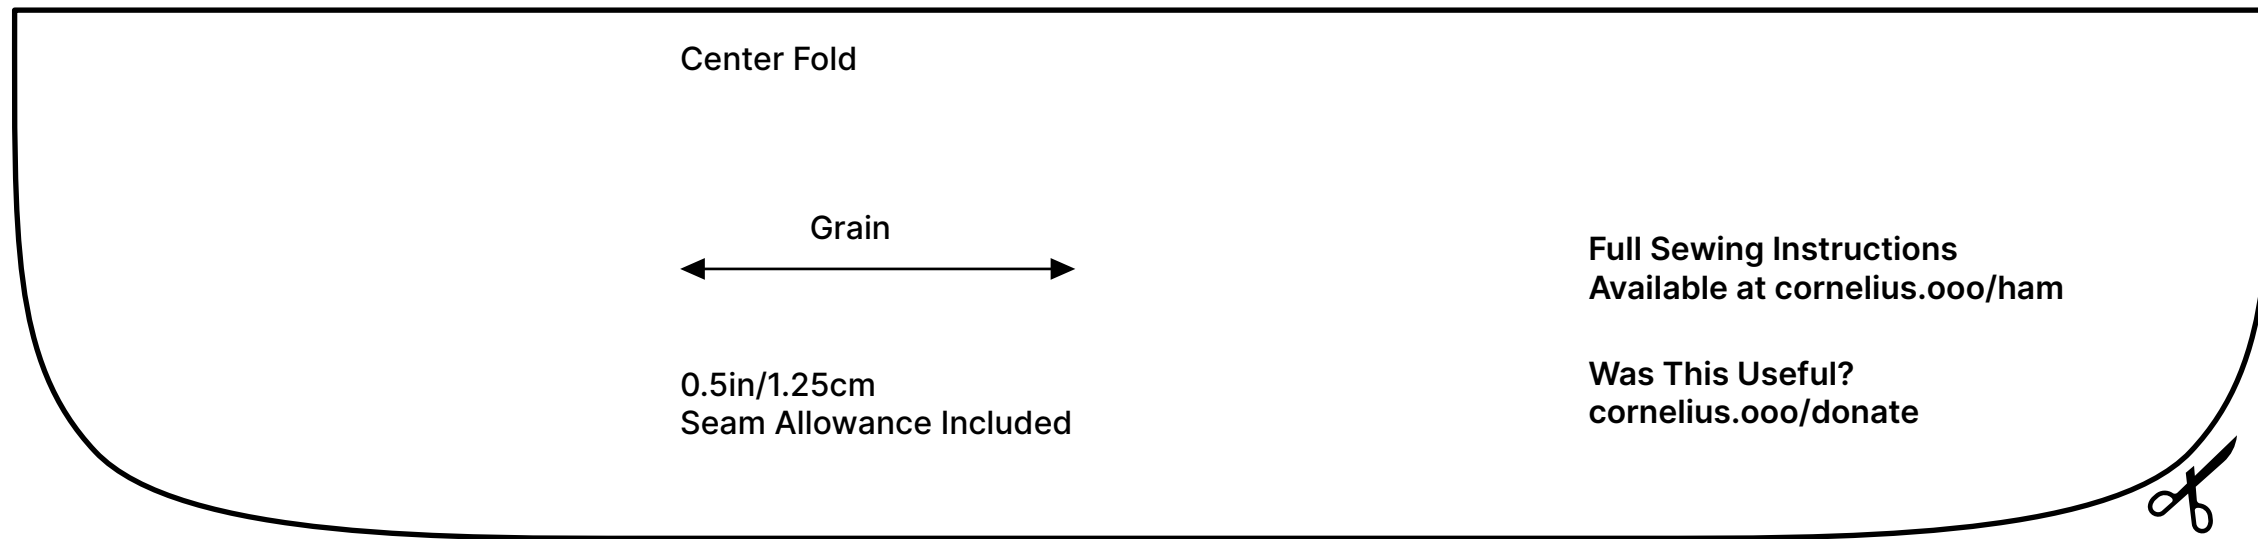 Center Fold
Grain
0.5in/1.25cm
Seam Allowance Included
Full Sewing Instructions
Available at cornelius.ooo/ham
Was This Useful?
cornelius.ooo/donate